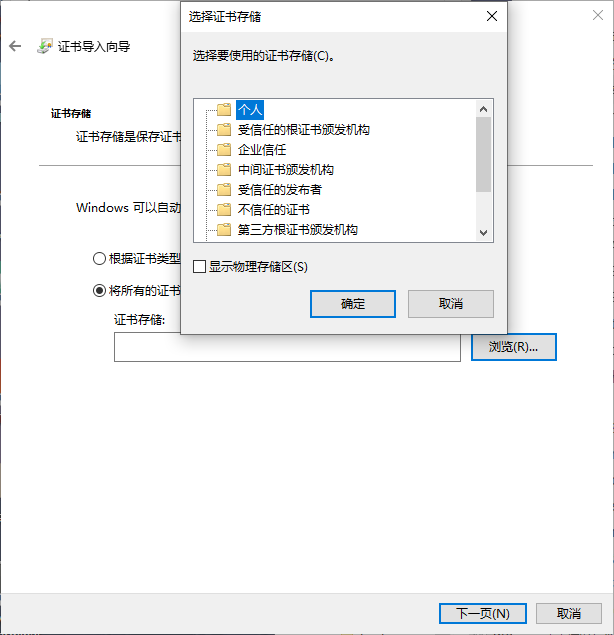 选择证书存储
证书导入向导
选择要使用的证书存储(C)。
个人
受信任的根证书颁发机构
企业信任
中间证书颁发机构
受信任的发布者
不信任的证书
第三方根证书颁发机构
显示物理存储区(S)
确定
取消
证书存储
证书存储是保存证书
Windows 可以自动
根据证书类型
将所有的证书
证书存储:
浏览(R)...
下一页(N)
取消